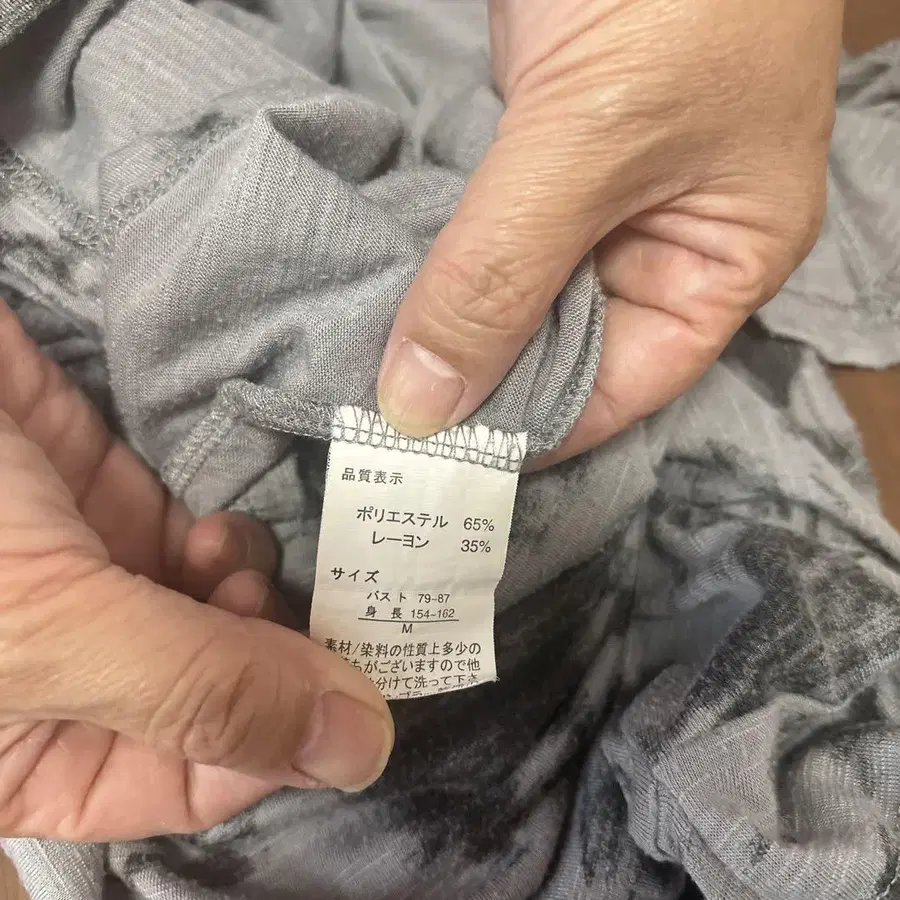 品質表示
ポリエステル 65%
レーヨン 35%
サイズ
バスト 79~87
身長 154~162
M
素材/染料の性質上多少の
ちがございますので他
分けて洗って下さ